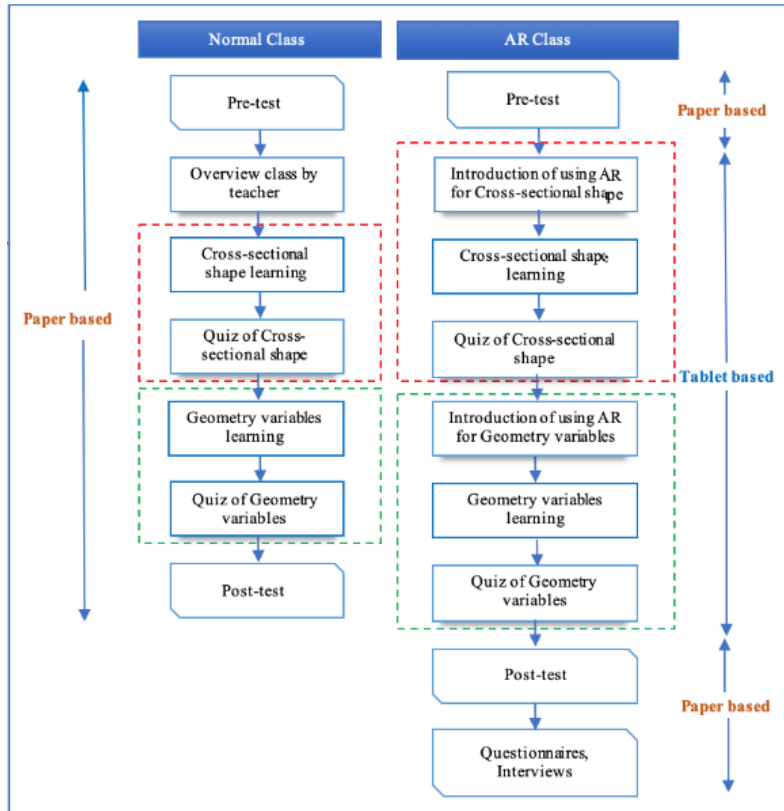 Normal Class
AR Class
Pre-test
Overview class by
teacher
Cross-sectional
shape learning
Quiz of Cross-
sectional shape
Geometry variables
learning
Quiz of Geometry
variables
Post-test
Paper based
Pre-test
Introduction of using AR
for Cross-sectional shape
Cross-sectional shape
learning
Quiz of Cross-sectional
shape
Introduction of using AR
for Geometry variables
Geometry variables
learning
Quiz of Geometry
variables
Post-test
Questionnaires,
Interviews
Paper based
Tablet based
Paper based